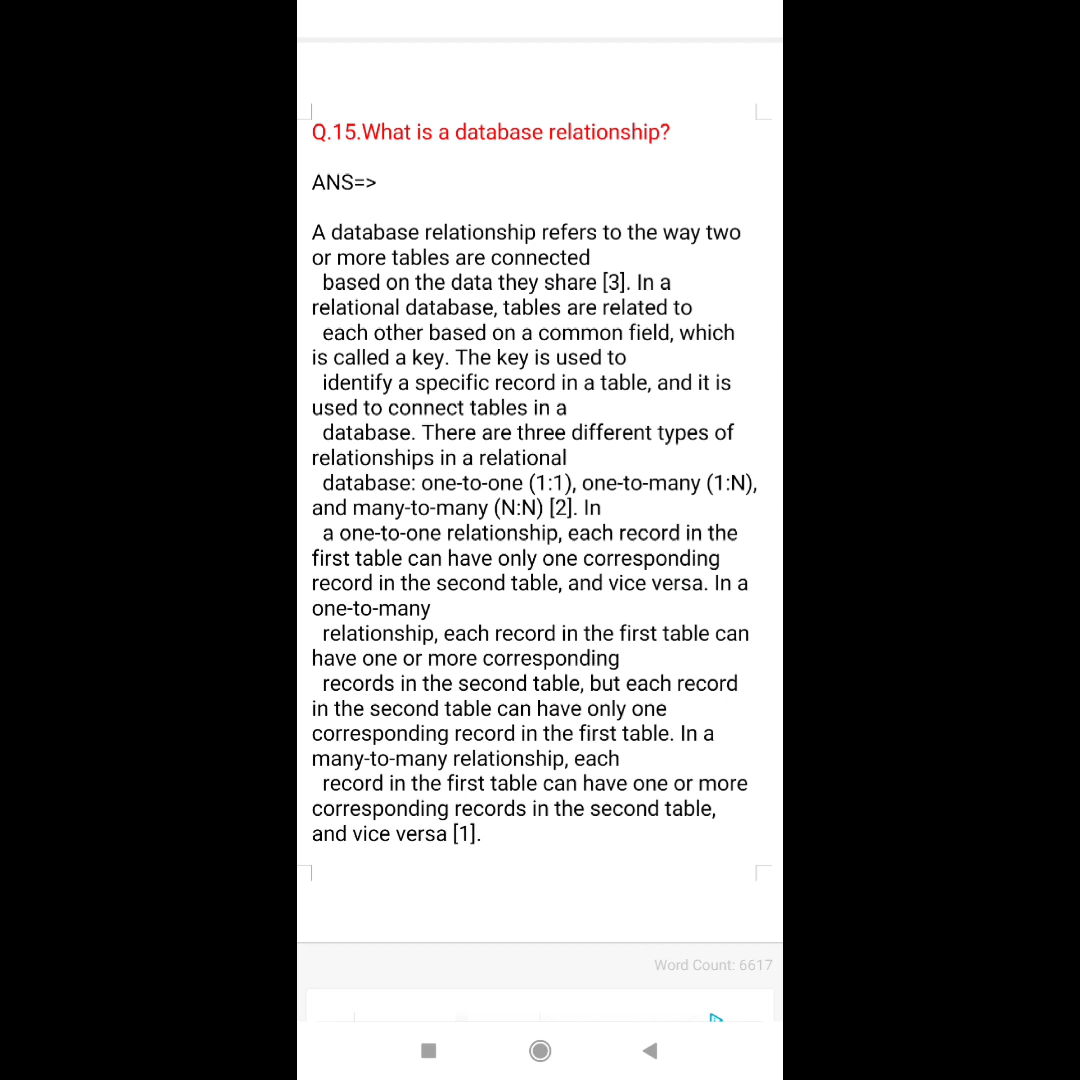 Q.15.What is a database relationship?
ANS=>
A database relationship refers to the way two
or more tables are connected
based on the data they share [3]. In a
relational database, tables are related to
each other based on a common field, which
is called a key. The key is used to
identify a specific record in a table, and it is
used to connect tables in a
database. There are three different types of
relationships in a relational
database: one-to-one (1:1), one-to-many (1:N),
and many-to-many (N:N) [2]. In
a one-to-one relationship, each record in the
first table can have only one corresponding
record in the second table, and vice versa. In a
one-to-many
relationship, each record in the first table can
have one or more corresponding
records in the second table, but each record
in the second table can have only one
corresponding record in the first table. In a
many-to-many relationship, each
record in the first table can have one or more
corresponding records in the second table,
and vice versa [1].
Word Count: 6617